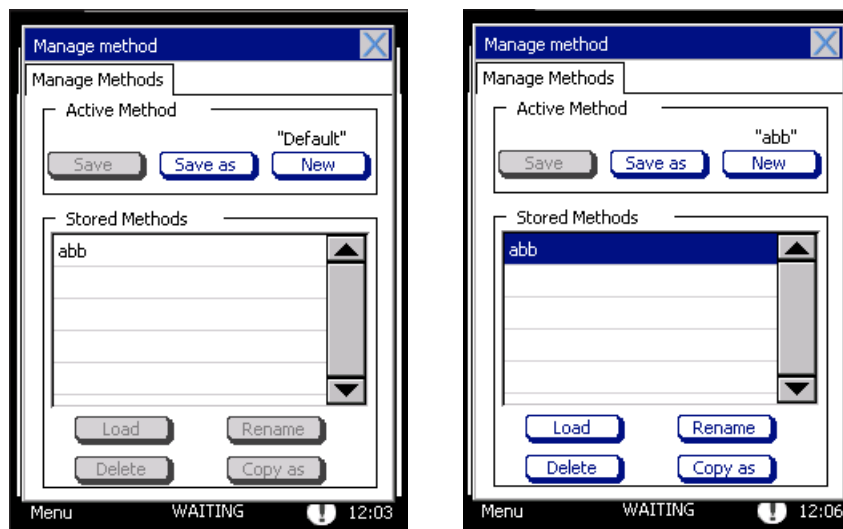 Manage method
Manage Methods
Active Method
"Default"
Save Save as New
Stored Methods
abb
Load Rename
Delete Copy as
Menu WAITING 12:03
Manage method
Manage Methods
Active Method
"abb"
Save Save as New
Stored Methods
abb
Load Rename
Delete Copy as
Menu WAITING 12:06